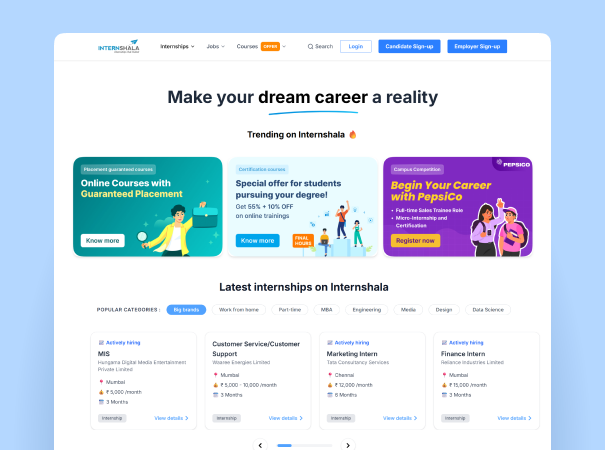 INTERNSHALA
Internships
Jobs
Courses
OFFER
Search
Login
Candidate Sign-up
Employer Sign-up
Make your dream career a reality
Trending on Internshala
Placement guaranteed courses
Online Courses with
Guaranteed Placement
Know more
Certification courses
Special offer for students
pursuing your degree!
Get 55% + 10% OFF
on online trainings
Know more
FINAL
HOURS
Campus Competition
PEPSICO
Begin Your Career
with PepsiCo
• Full-time Sales Trainee Role
• Micro-Internship and
Certification
Register now
Latest internships on Internshala
POPULAR CATEGORIES :
Big brands
Work from home
Part-time
MBA
Engineering
Media
Design
Data Science
Actively hiring
MIS
Hungama Digital Media Entertainment
Private Limited
Mumbai
₹ 5,000 /month
3 Months
Internship
View details
Customer Service/Customer
Support
Wearee Energies Limited
Mumbai
₹ 5,000 - 10,000 /month
3 Months
Internship
View details
Actively hiring
Marketing Intern
Tata Consultancy Services
Chennai
₹ 12,000 /month
6 Months
Internship
View details
Actively hiring
Finance Intern
Reliance Industries Limited
Mumbai
₹ 15,000 /month
3 Months
Internship
View details